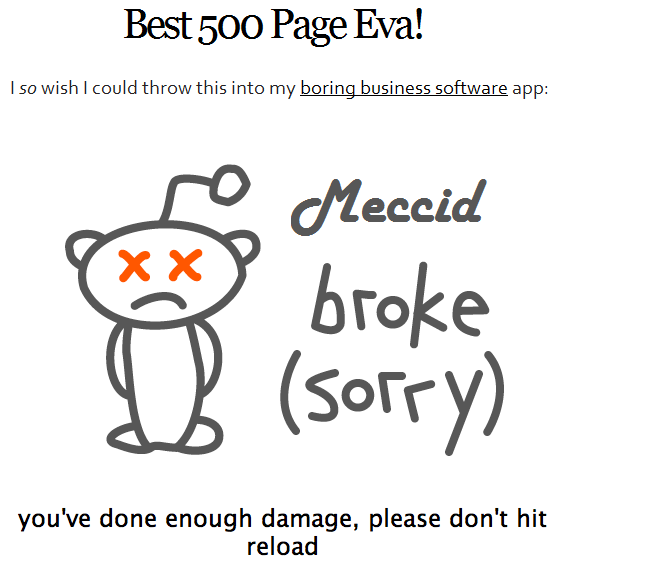 Best 500 Page Eva!
I so wish I could throw this into my boring business software app:
Meccid
broke
(sorry)
you've done enough damage, please don't hit
reload